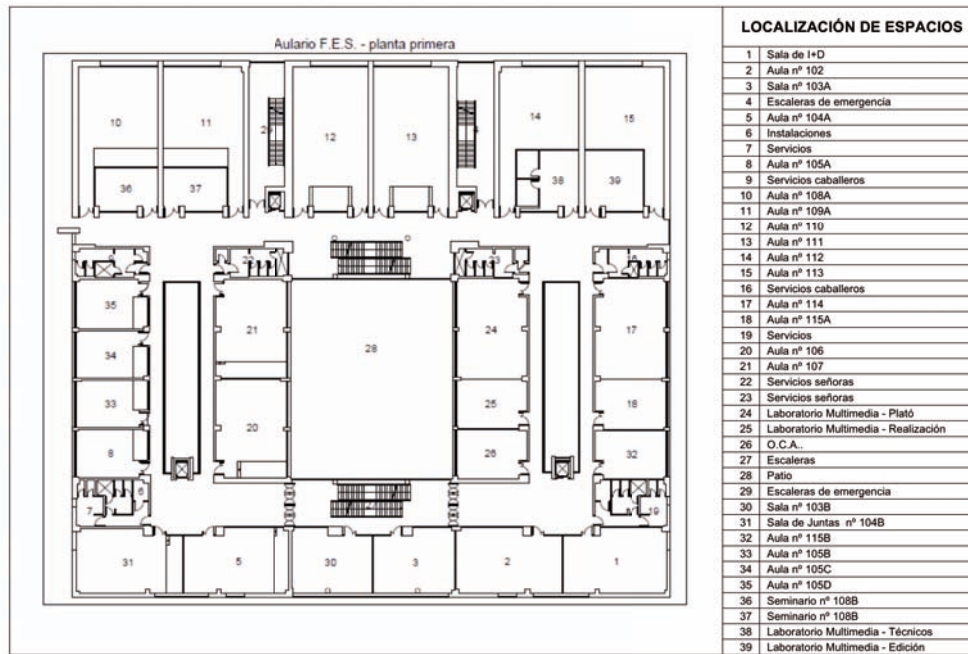 Aulario F.E.S. - planta primera
10
11
29
12
13
4
14
15
36
37
38
39
9
22
23
16
35
21
28
24
17
34
33
25
18
20
8
26
32
6
7
19
31
5
30
3
2
1
LOCALIZACIÓN DE ESPACIOS
1 Sala de I+D
2 Aula nº 102
3 Sala nº 103A
4 Escaleras de emergencia
5 Aula nº 104A
6 Instalaciones
7 Servicios
8 Aula nº 105A
9 Servicios caballeros
10 Aula nº 108A
11 Aula nº 109A
12 Aula nº 110
13 Aula nº 111
14 Aula nº 112
15 Aula nº 113
16 Servicios caballeros
17 Aula nº 114
18 Aula nº 115A
19 Servicios
20 Aula nº 106
21 Aula nº 107
22 Servicios señoras
23 Servicios señoras
24 Laboratorio Multimedia - Plató
25 Laboratorio Multimedia - Realización
26 O.C.A..
27 Escaleras
28 Patio
29 Escaleras de emergencia
30 Sala nº 103B
31 Sala de Juntas nº 104B
32 Aula nº 115B
33 Aula nº 105B
34 Aula nº 105C
35 Aula nº 105D
36 Seminario nº 108B
37 Seminario nº 108B
38 Laboratorio Multimedia - Técnicos
39 Laboratorio Multimedia - Edición